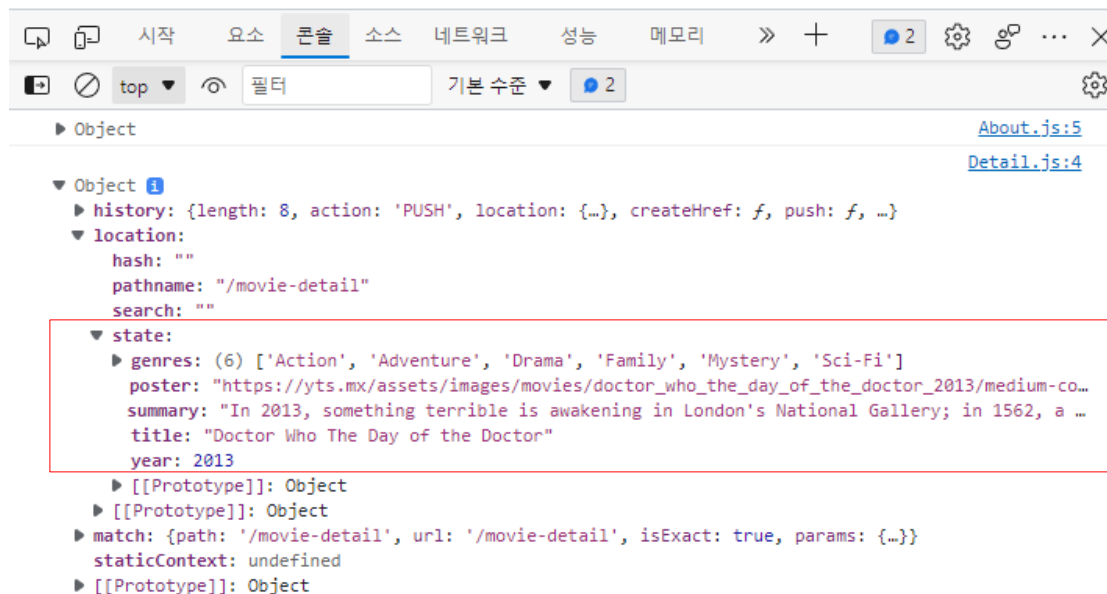 시작 요소 콘솔 소스 네트워크 성능 메모리 » + 2 ...
top ▼ 필터 기본 수준 ▼ 2
▶ Object About.js:5
Detail.js:4
▼ Object i
▶ history: {length: 8, action: 'PUSH', location: {…}, createHref: ƒ, push: ƒ, …}
▼ location:
hash: ""
pathname: "/movie-detail"
search: ""
▼ state:
▶ genres: (6) ['Action', 'Adventure', 'Drama', 'Family', 'Mystery', 'Sci-Fi']
poster: "https://yts.mx/assets/images/movies/doctor_who_the_day_of_the_doctor_2013/medium-co…
summary: "In 2013, something terrible is awakening in London's National Gallery; in 1562, a …
title: "Doctor Who The Day of the Doctor"
year: 2013
▶ [[Prototype]]: Object
▶ [[Prototype]]: Object
▶ match: {path: '/movie-detail', url: '/movie-detail', isExact: true, params: {…}}
staticContext: undefined
▶ [[Prototype]]: Object